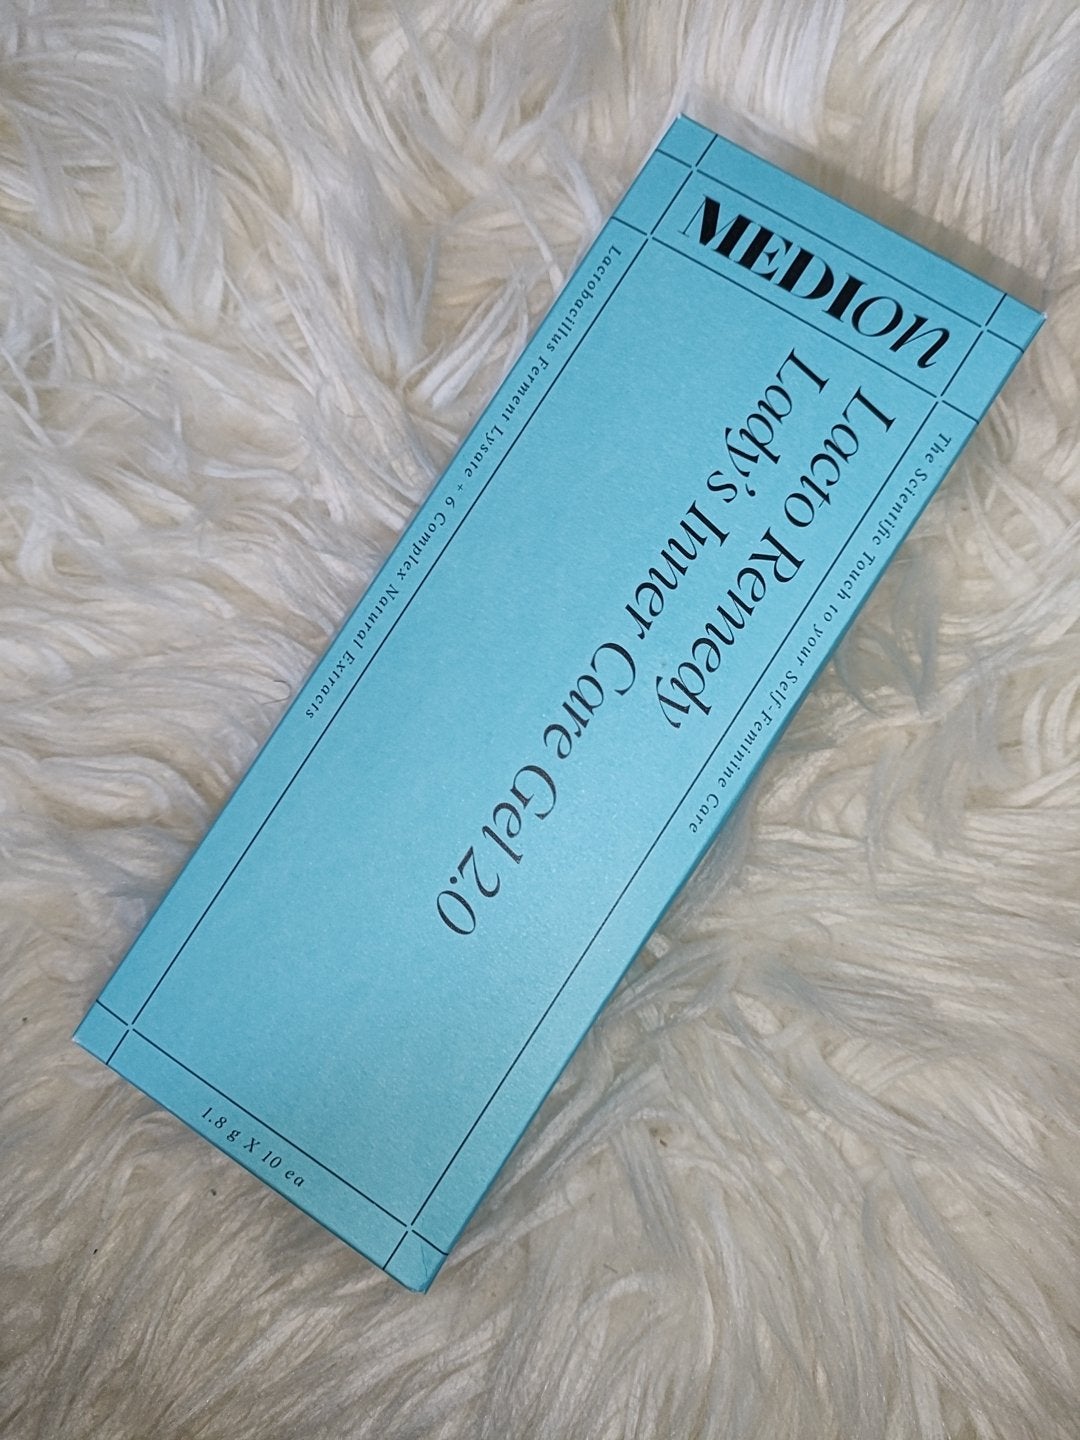 MEDION
Lacto Remedy
Lady's Inner Care Gel 2.0
The Scientific Touch to your Self-Feminine Care
Lactobacillus Ferment Lysate + 6 Complex Natural Extracts
1.8 g X 10 ea